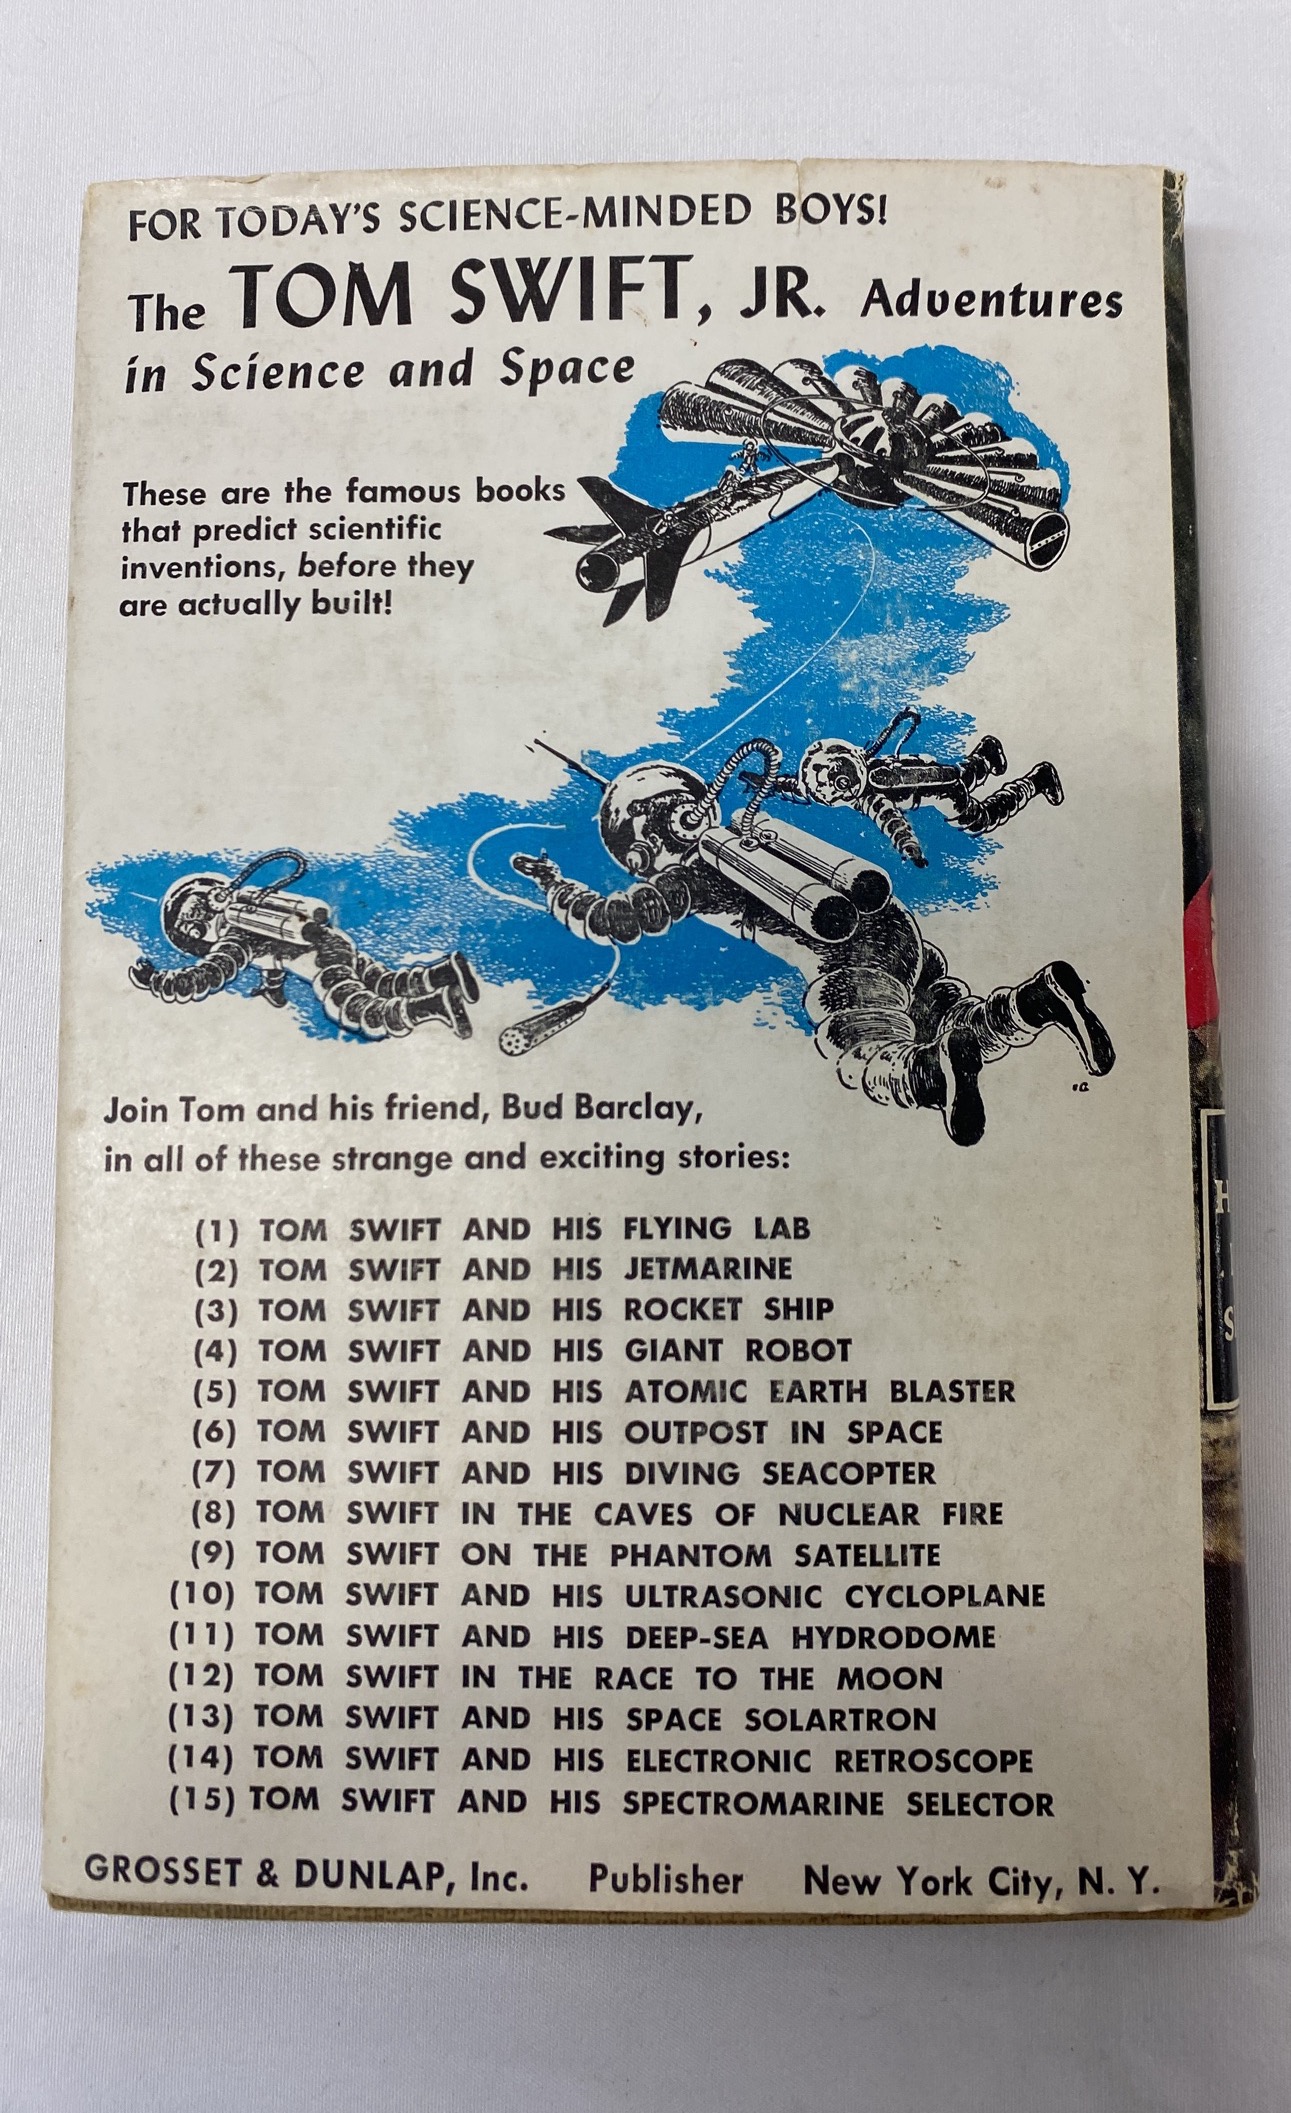 FOR TODAY'S SCIENCE-MINDED BOYS!
The TOM SWIFT, JR. Adventures
in Science and Space
These are the famous books
that predict scientific
inventions, before they
are actually built!
Join Tom and his friend, Bud Barclay,
in all of these strange and exciting stories:
(1) TOM SWIFT AND HIS FLYING LAB
(2) TOM SWIFT AND HIS JETMARINE
(3) TOM SWIFT AND HIS ROCKET SHIP
(4) TOM SWIFT AND HIS GIANT ROBOT
(5) TOM SWIFT AND HIS ATOMIC EARTH BLASTER
(6) TOM SWIFT AND HIS OUTPOST IN SPACE
(7) TOM SWIFT AND HIS DIVING SEACOPTER
(8) TOM SWIFT IN THE CAVES OF NUCLEAR FIRE
(9) TOM SWIFT ON THE PHANTOM SATELLITE
(10) TOM SWIFT AND HIS ULTRASONIC CYCLOPLANE
(11) TOM SWIFT AND HIS DEEP-SEA HYDRODOME
(12) TOM SWIFT IN THE RACE TO THE MOON
(13) TOM SWIFT AND HIS SPACE SOLARTRON
(14) TOM SWIFT AND HIS ELECTRONIC RETROSCOPE
(15) TOM SWIFT AND HIS SPECTROMARINE SELECTOR
GROSSET & DUNLAP, Inc. Publisher New York City, N. Y.